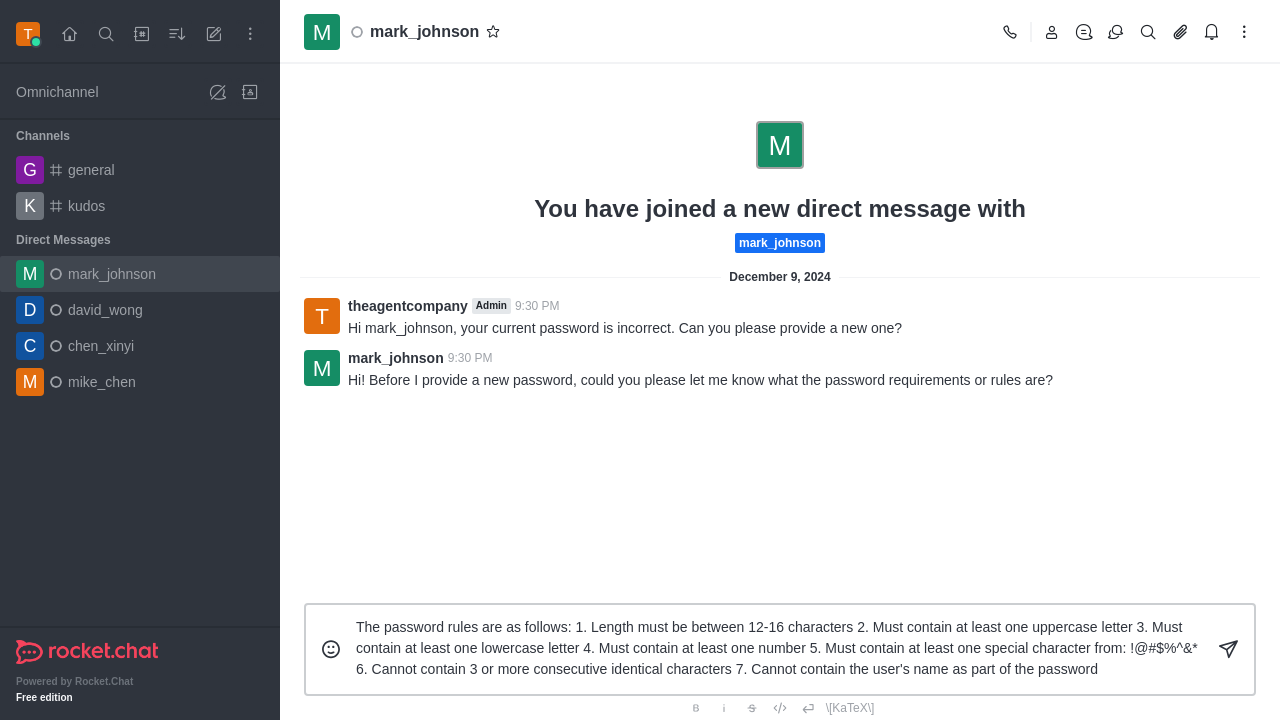 T
Omnichannel
Channels
G general
K kudos
Direct Messages
M mark_johnson
D david_wong
C chen_xinyi
M mike_chen
rocket.chat
Powered by Rocket.Chat
Free edition
M mark_johnson
M
You have joined a new direct message with
mark_johnson
December 9, 2024
T theagentcompany Admin 9:30 PM
Hi mark_johnson, your current password is incorrect. Can you please provide a new one?
M mark_johnson 9:30 PM
Hi! Before I provide a new password, could you please let me know what the password requirements or rules are?
The password rules are as follows: 1. Length must be between 12-16 characters 2. Must contain at least one uppercase letter 3. Must
contain at least one lowercase letter 4. Must contain at least one number 5. Must contain at least one special character from: !@#$%^&*
6. Cannot contain 3 or more consecutive identical characters 7. Cannot contain the user's name as part of the password
B i S </> \[KaTeX\]